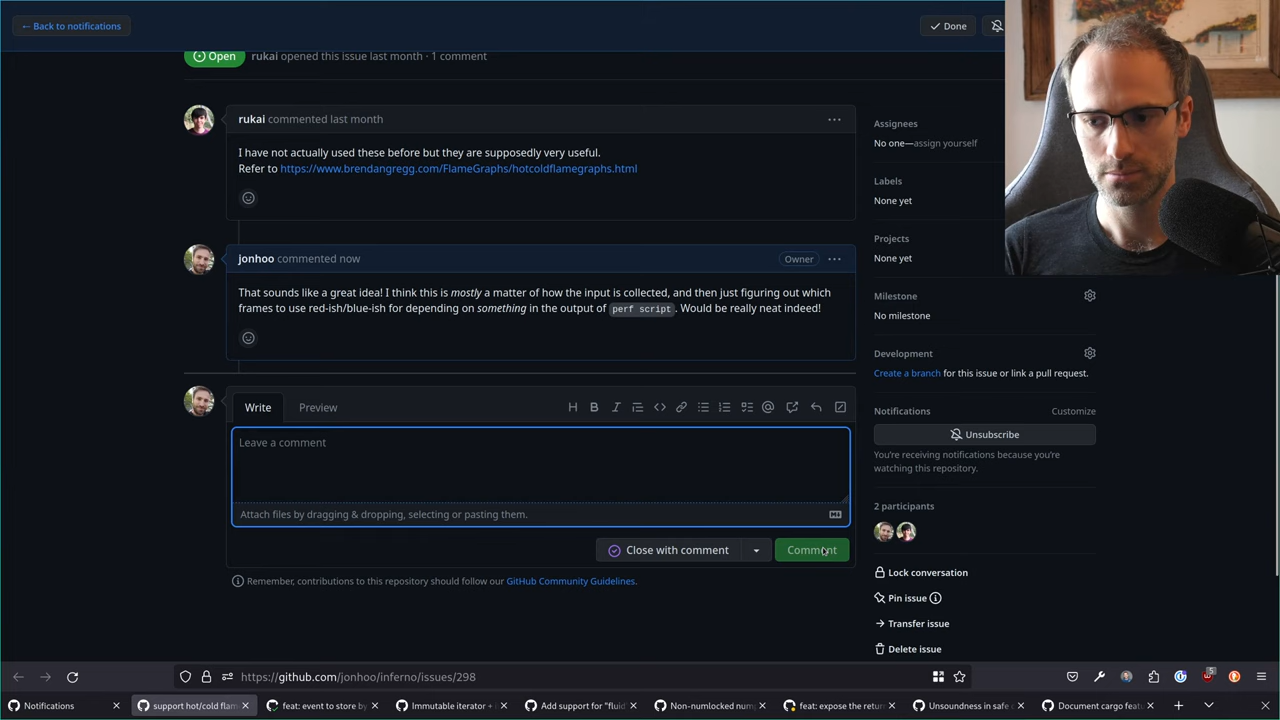 ← Back to notifications
Done
Open
rukai opened this issue last month · 1 comment
rukai commented last month
I have not actually used these before but they are supposedly very useful.
Refer to https://www.brendangregg.com/FlameGraphs/hotcoldflamegraphs.html
jonhoo commented now
Owner
That sounds like a great idea! I think this is mostly a matter of how the input is collected, and then just figuring out which
frames to use red-ish/blue-ish for depending on something in the output of perf script. Would be really neat indeed!
Write
Preview
Leave a comment
Attach files by dragging & dropping, selecting or pasting them.
Close with comment
Comment
Remember, contributions to this repository should follow our GitHub Community Guidelines.
Assignees
No one—assign yourself
Labels
None yet
Projects
None yet
Milestone
No milestone
Development
Create a branch for this issue or link a pull request.
Notifications
Customize
Unsubscribe
You're receiving notifications because you're
watching this repository.
2 participants
Lock conversation
Pin issue
Transfer issue
Delete issue
https://github.com/jonhoo/inferno/issues/298
5
Notifications
support hot/cold flam
feat: event to store by
Immutable iterator +
Add support for "fluid
Non-numlocked num
feat: expose the retur
Unsoundness in safe
Document cargo feat